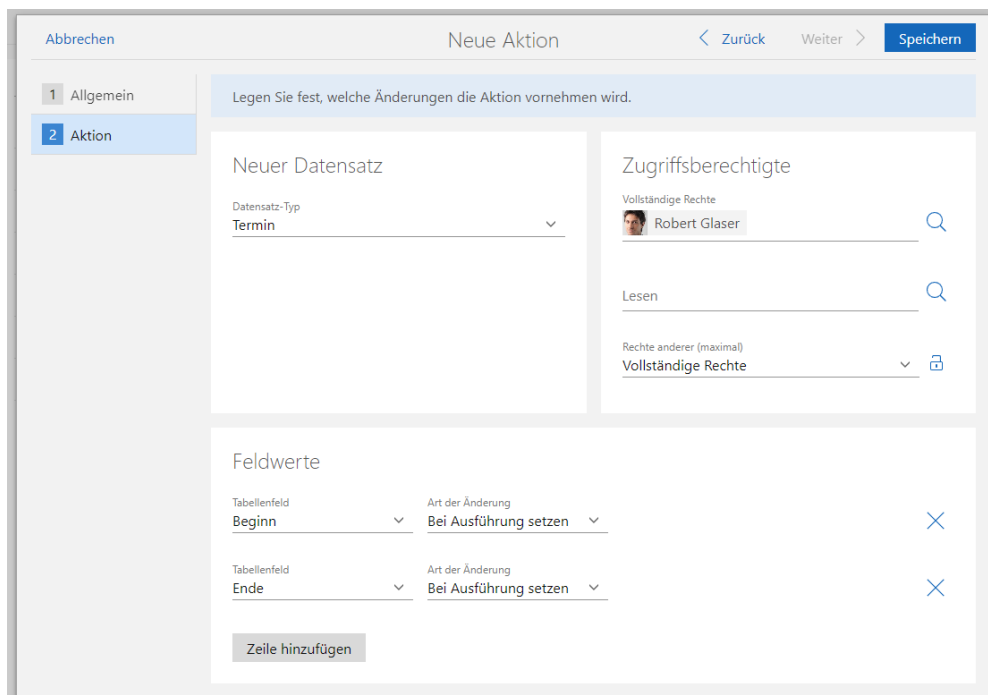 Abbrechen
Neue Aktion
Zurück
Weiter
Speichern
1 Allgemein
2 Aktion
Legen Sie fest, welche Änderungen die Aktion vornehmen wird.
Neuer Datensatz
Datensatz-Typ
Termin
Zugriffsberechtigte
Vollständige Rechte
Robert Glaser
Lesen
Rechte anderer (maximal)
Vollständige Rechte
Feldwerte
Tabellenfeld Art der Änderung
Beginn Bei Ausführung setzen
Tabellenfeld Art der Änderung
Ende Bei Ausführung setzen
Zeile hinzufügen